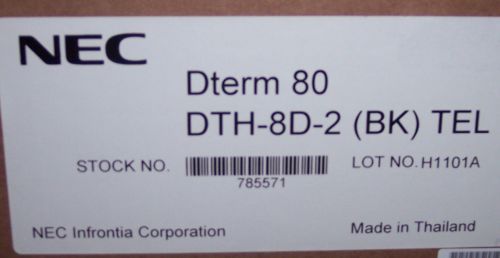 NEC
Dterm 80
DTH-8D-2 (BK) TEL
STOCK NO. 785571 LOT NO. H1101A
NEC Infrontia Corporation Made in Thailand